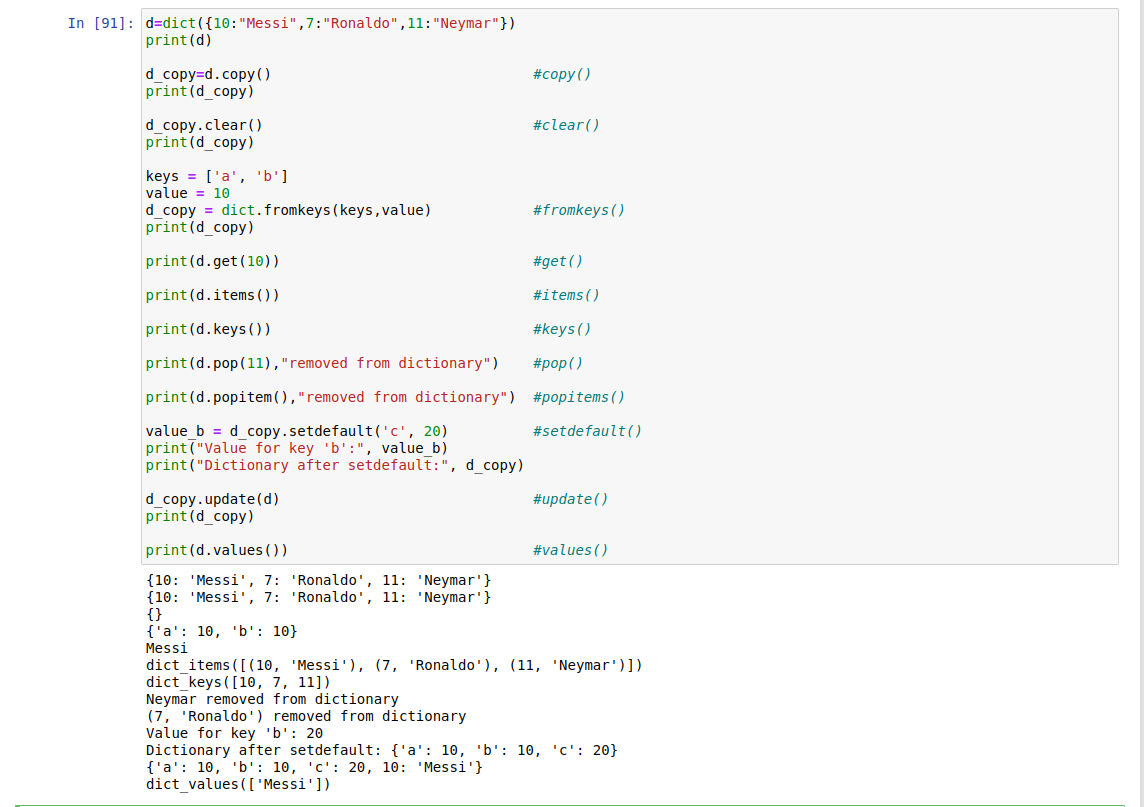 In [91]: d=dict({10:"Messi",7:"Ronaldo",11:"Neymar"})
print(d)
d_copy=d.copy() #copy()
print(d_copy)
d_copy.clear() #clear()
print(d_copy)
keys = ['a', 'b']
value = 10
d_copy = dict.fromkeys(keys,value) #fromkeys()
print(d_copy)
print(d.get(10)) #get()
print(d.items()) #items()
print(d.keys()) #keys()
print(d.pop(11),"removed from dictionary") #pop()
print(d.popitem(),"removed from dictionary") #popitems()
value_b = d_copy.setdefault('c', 20) #setdefault()
print("Value for key 'b':", value_b)
print("Dictionary after setdefault:", d_copy)
d_copy.update(d) #update()
print(d_copy)
print(d.values()) #values()
{10: 'Messi', 7: 'Ronaldo', 11: 'Neymar'}
{10: 'Messi', 7: 'Ronaldo', 11: 'Neymar'}
{}
{'a': 10, 'b': 10}
Messi
dict_items([(10, 'Messi'), (7, 'Ronaldo'), (11, 'Neymar')])
dict_keys([10, 7, 11])
Neymar removed from dictionary
(7, 'Ronaldo') removed from dictionary
Value for key 'b': 20
Dictionary after setdefault: {'a': 10, 'b': 10, 'c': 20}
{'a': 10, 'b': 10, 'c': 20, 10: 'Messi'}
dict_values(['Messi'])